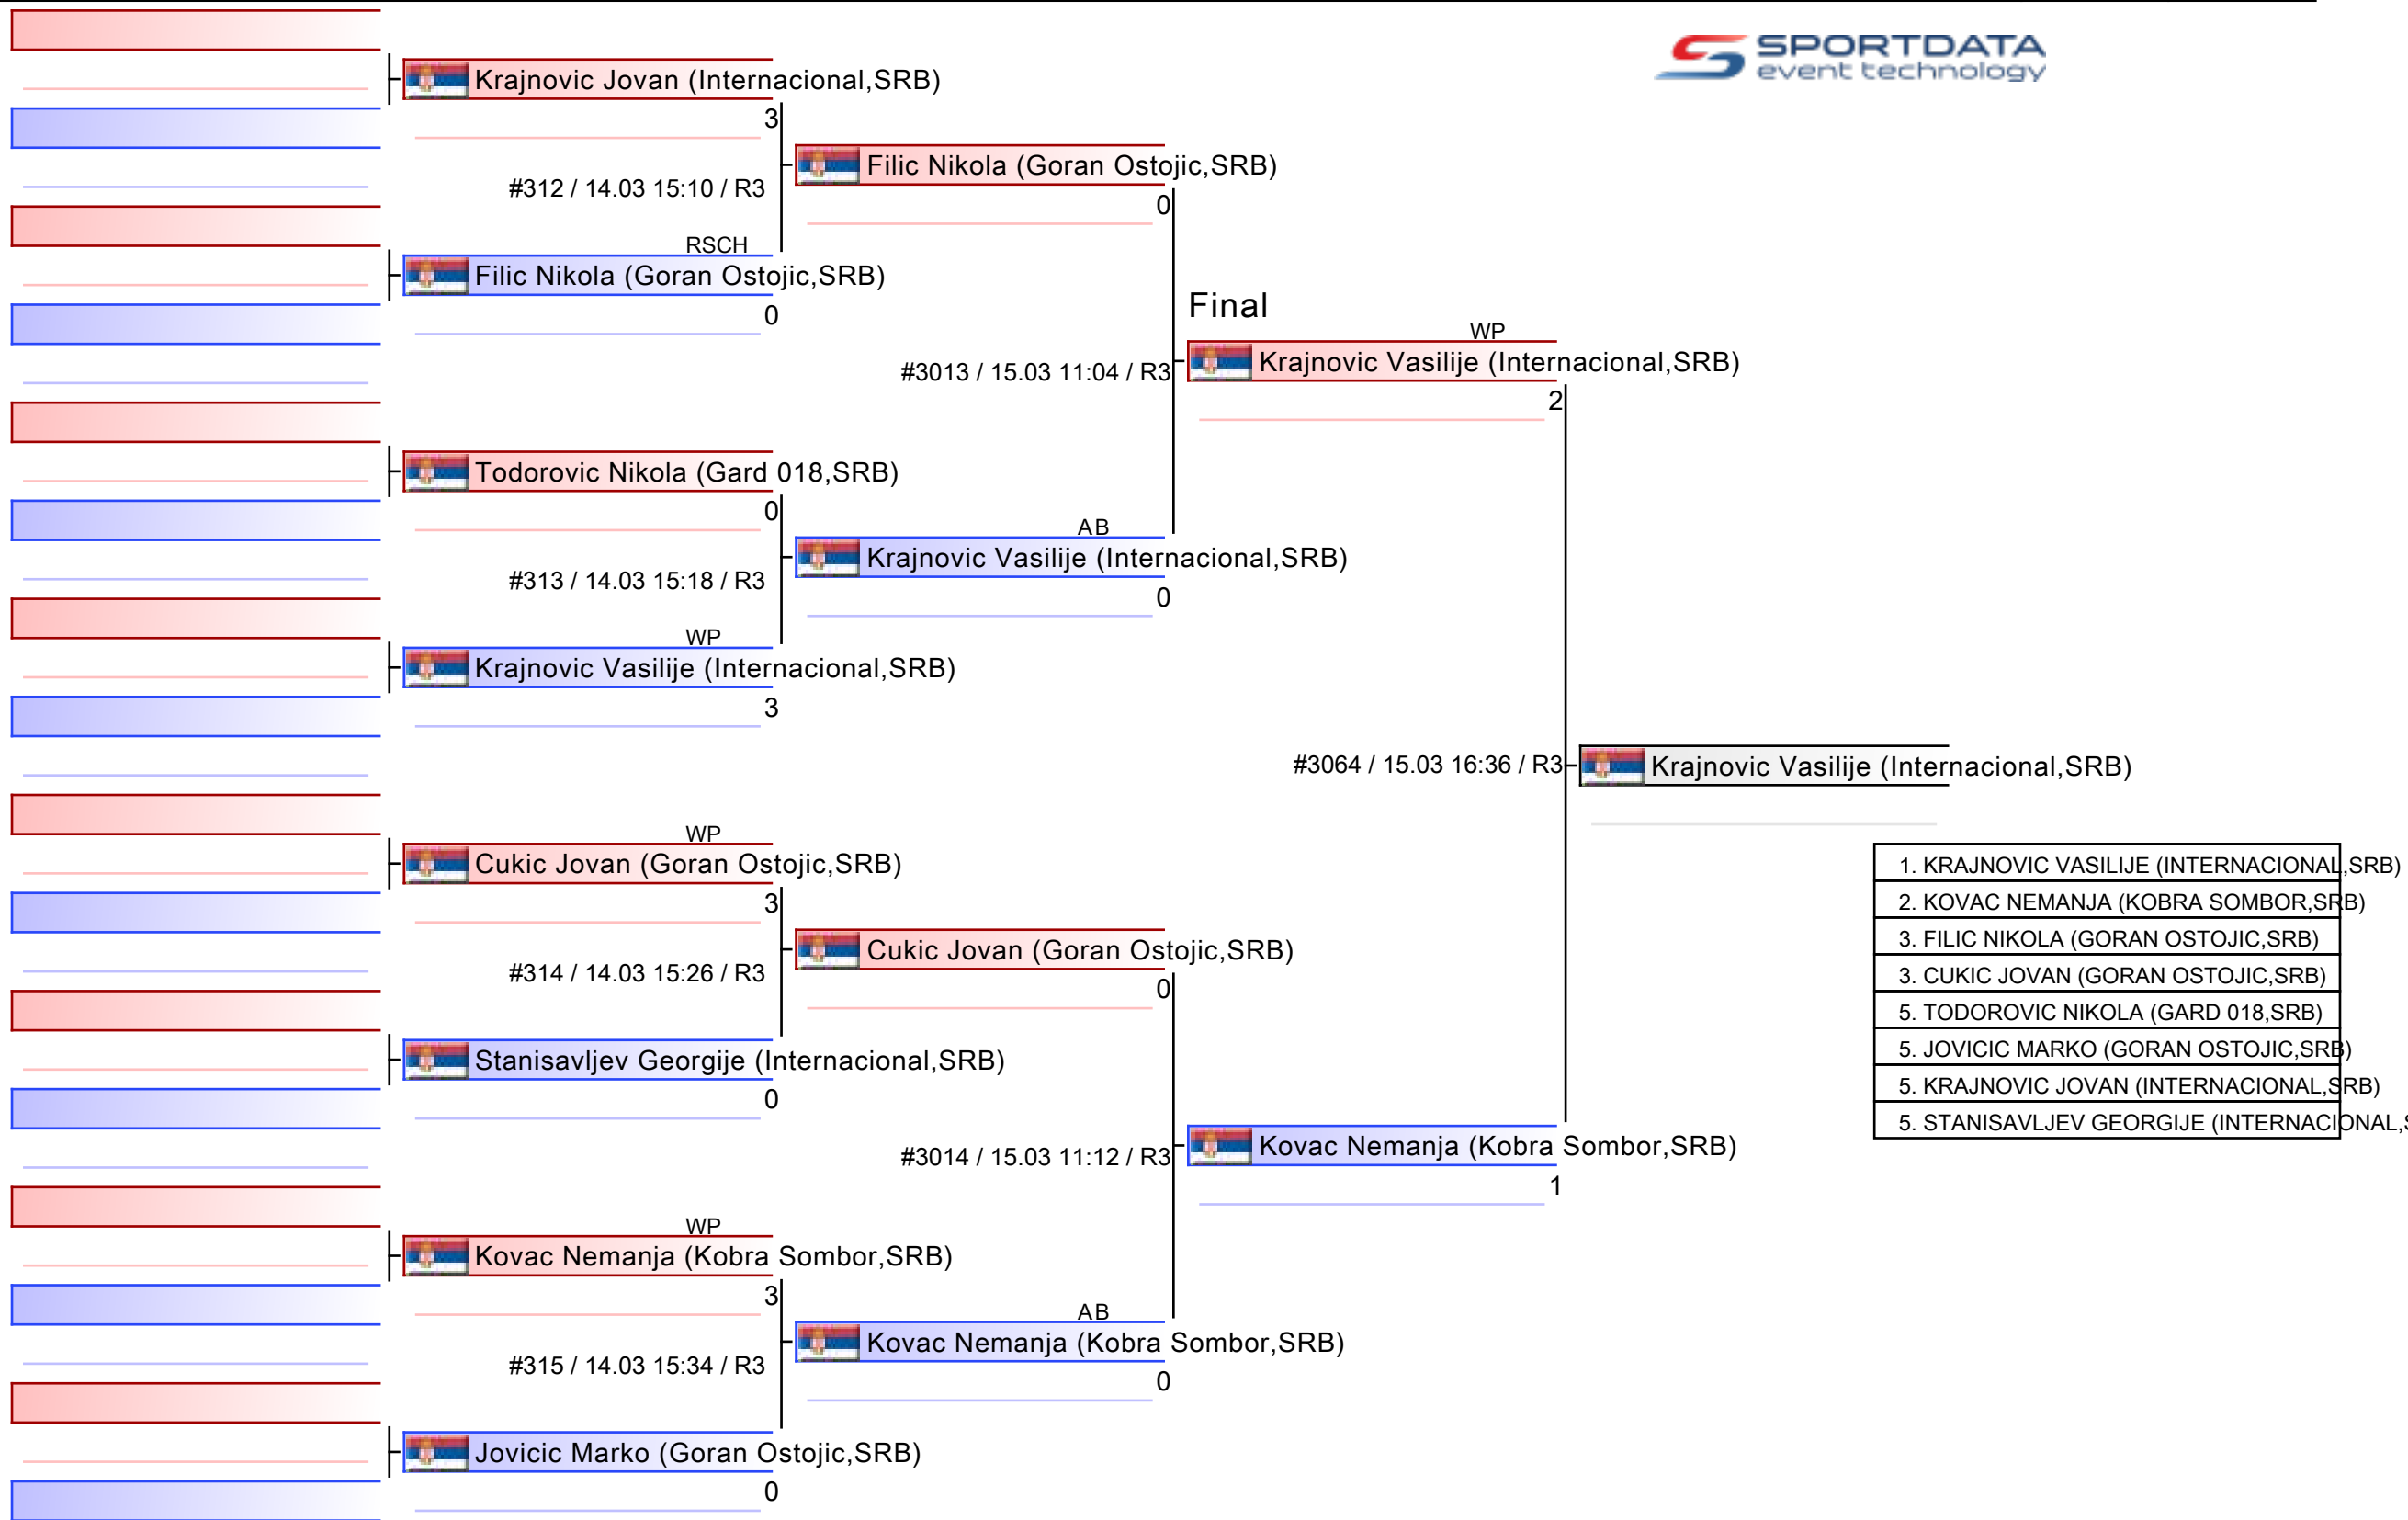 SPORTDATA
event technology
Krajnovic Jovan (Internacional,SRB)
3
#312 / 14.03 15:10 / R3
RSCH
Filic Nikola (Goran Ostojic,SRB)
0
Todorovic Nikola (Gard 018,SRB)
0
#313 / 14.03 15:18 / R3
WP
Krajnovic Vasilije (Internacional,SRB)
3
WP
Cukic Jovan (Goran Ostojic,SRB)
3
#314 / 14.03 15:26 / R3
Stanisavljev Georgije (Internacional,SRB)
0
WP
Kovac Nemanja (Kobra Sombor,SRB)
3
#315 / 14.03 15:34 / R3
Jovicic Marko (Goran Ostojic,SRB)
0
Filic Nikola (Goran Ostojic,SRB)
0
#3013 / 15.03 11:04 / R3
AB
Krajnovic Vasilije (Internacional,SRB)
0
Cukic Jovan (Goran Ostojic,SRB)
0
#3014 / 15.03 11:12 / R3
AB
Kovac Nemanja (Kobra Sombor,SRB)
0
Final
WP
Krajnovic Vasilije (Internacional,SRB)
2
#3064 / 15.03 16:36 / R3
Kovac Nemanja (Kobra Sombor,SRB)
1
Krajnovic Vasilije (Internacional,SRB)
1. KRAJNOVIC VASILIJE (INTERNACIONAL,SRB)
2. KOVAC NEMANJA (KOBRA SOMBOR,SRB)
3. FILIC NIKOLA (GORAN OSTOJIC,SRB)
3. CUKIC JOVAN (GORAN OSTOJIC,SRB)
5. TODOROVIC NIKOLA (GARD 018,SRB)
5. JOVICIC MARKO (GORAN OSTOJIC,SRB)
5. KRAJNOVIC JOVAN (INTERNACIONAL,SRB)
5. STANISAVLJEV GEORGIJE (INTERNACIONAL,